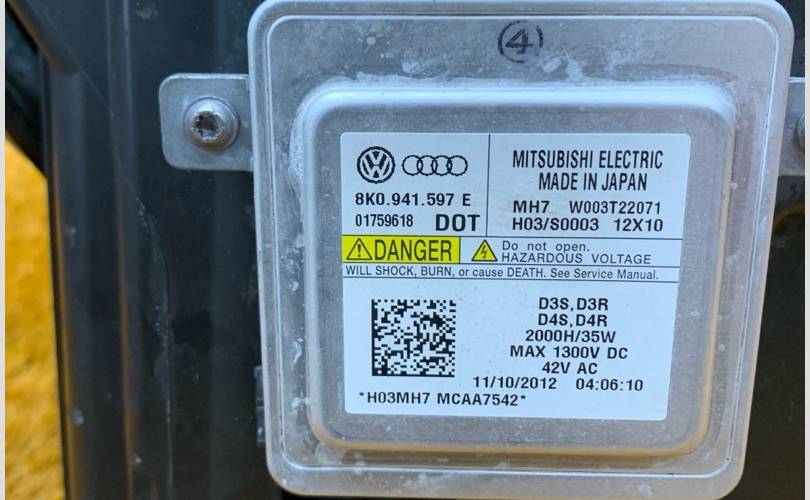 4
8K0.941.597 E
01759618 DOT
MITSUBISHI ELECTRIC
MADE IN JAPAN
MH7 W003T22071
H03/S0003 12X10
DANGER
Do not open.
HAZARDOUS VOLTAGE
WILL SHOCK, BURN, or cause DEATH. See Service Manual.
D3S,D3R
D4S,D4R
2000H/35W
MAX 1300V DC
42V AC
11/10/2012 04:06:10
*H03MH7 MCAA7542*